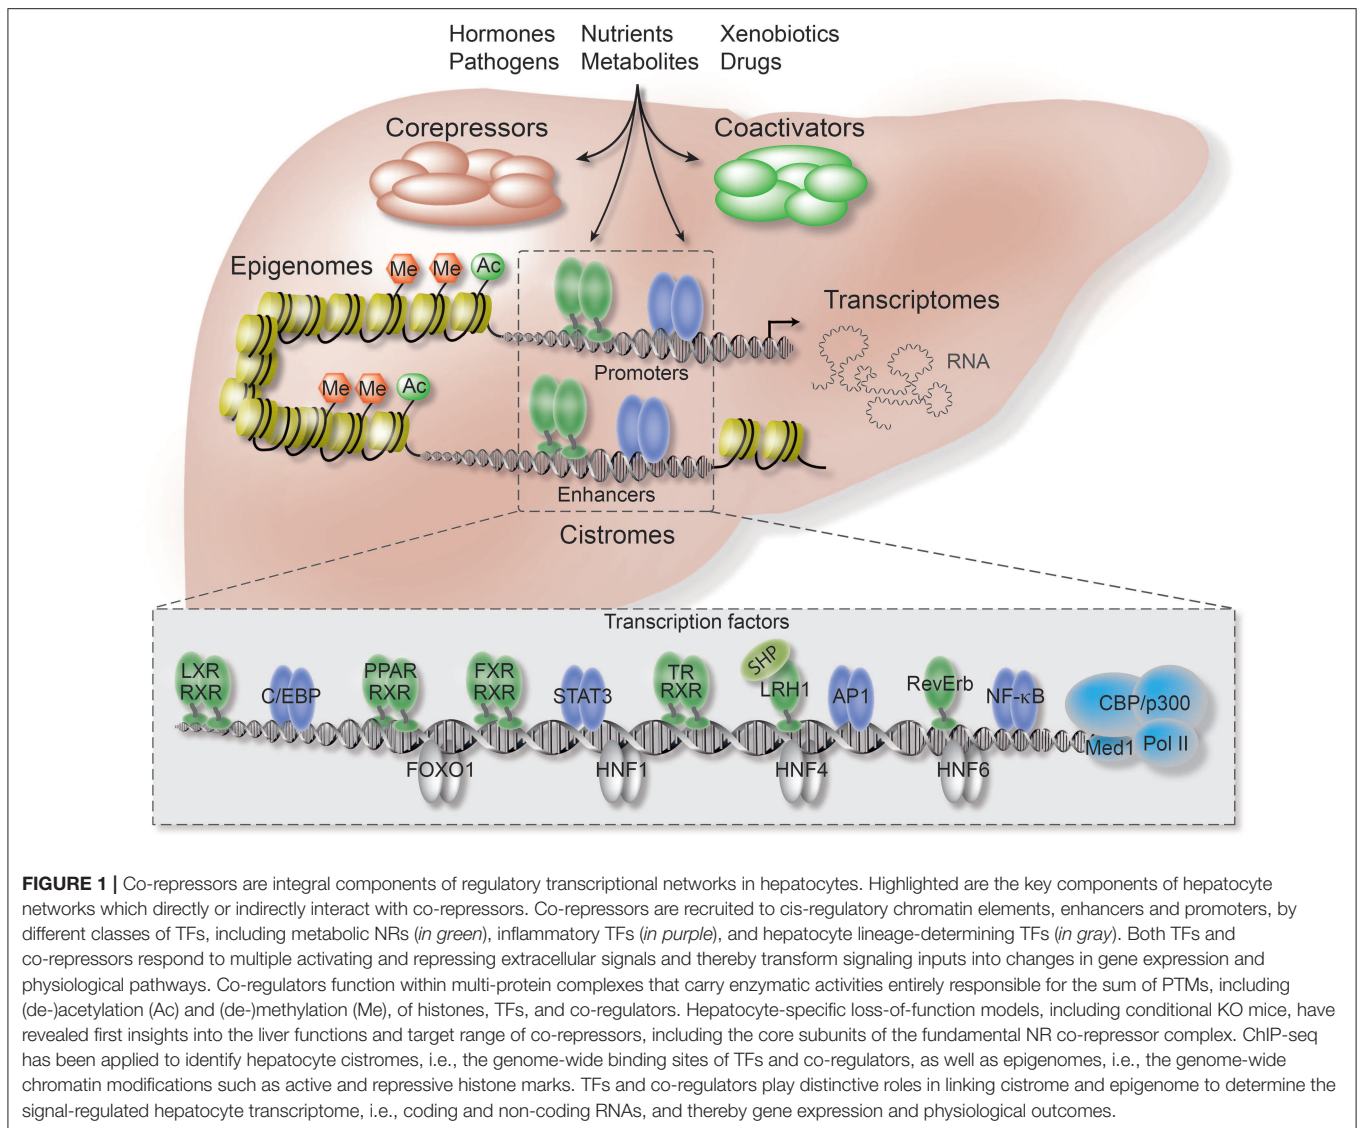 Hormones Nutrients Xenobiotics
Pathogens Metabolites Drugs
Corepressors
Coactivators
Epigenomes
Me Me Ac
Transcriptomes
RNA
Promoters
Me Me Ac
Enhancers
Cistromes
Transcription factors
LXR
RXR
C/EBP
PPAR
RXR
FXR
RXR
STAT3
TR
RXR
SHP
LRH1
AP1
RevErb
NF-κB
CBP/p300
Med1
Pol II
FOXO1
HNF1
HNF4
HNF6
FIGURE 1 | Co-repressors are integral components of regulatory transcriptional networks in hepatocytes. Highlighted are the key components of hepatocyte
networks which directly or indirectly interact with co-repressors. Co-repressors are recruited to cis-regulatory chromatin elements, enhancers and promoters, by
different classes of TFs, including metabolic NRs (in green), inflammatory TFs (in purple), and hepatocyte lineage-determining TFs (in gray). Both TFs and
co-repressors respond to multiple activating and repressing extracellular signals and thereby transform signaling inputs into changes in gene expression and
physiological pathways. Co-regulators function within multi-protein complexes that carry enzymatic activities entirely responsible for the sum of PTMs, including
(de-)acetylation (Ac) and (de-)methylation (Me), of histones, TFs, and co-regulators. Hepatocyte-specific loss-of-function models, including conditional KO mice, have
revealed first insights into the liver functions and target range of co-repressors, including the core subunits of the fundamental NR co-repressor complex. ChIP-seq
has been applied to identify hepatocyte cistromes, i.e., the genome-wide binding sites of TFs and co-regulators, as well as epigenomes, i.e., the genome-wide
chromatin modifications such as active and repressive histone marks. TFs and co-regulators play distinctive roles in linking cistrome and epigenome to determine the
signal-regulated hepatocyte transcriptome, i.e., coding and non-coding RNAs, and thereby gene expression and physiological outcomes.